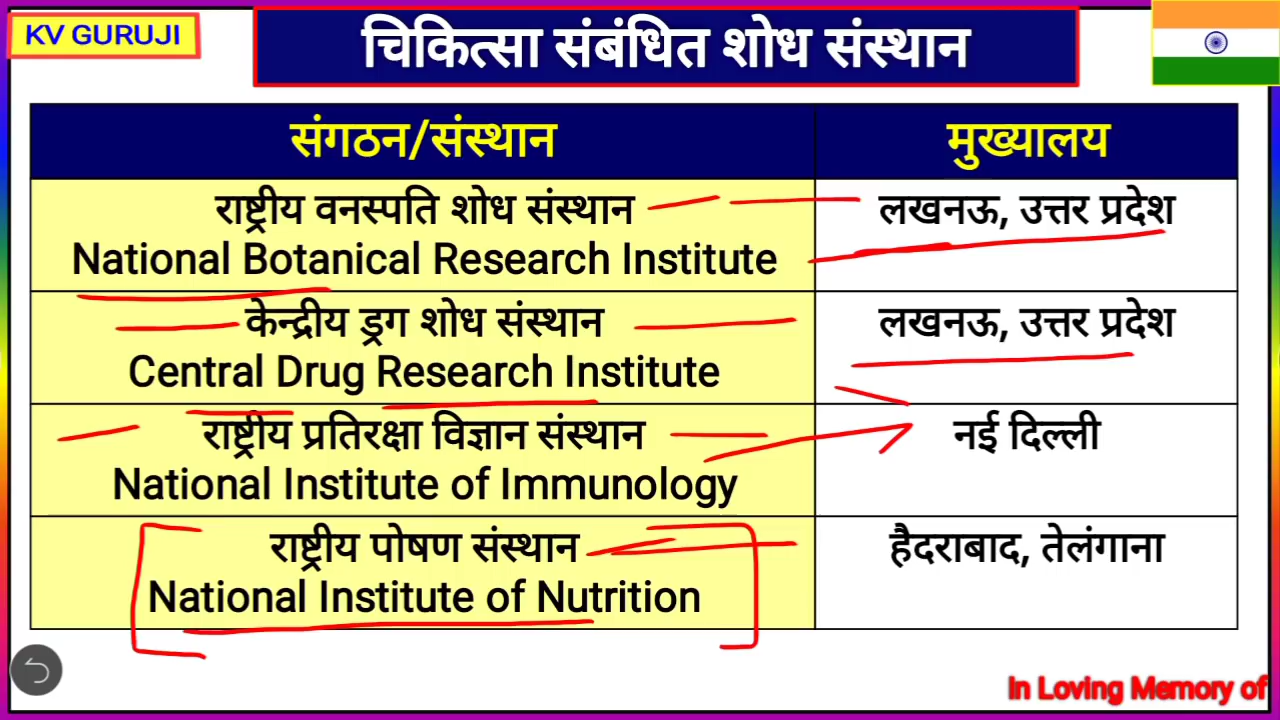 KV GURUJI
चिकित्सा संबंधित शोध संस्थान
संगठन/संस्थान
मुख्यालय
राष्ट्रीय वनस्पति शोध संस्थान
National Botanical Research Institute
लखनऊ, उत्तर प्रदेश
केन्द्रीय ड्रग शोध संस्थान
Central Drug Research Institute
लखनऊ, उत्तर प्रदेश
राष्ट्रीय प्रतिरक्षा विज्ञान संस्थान
National Institute of Immunology
नई दिल्ली
राष्ट्रीय पोषण संस्थान
National Institute of Nutrition
हैदराबाद, तेलंगाना
In Loving Memory of